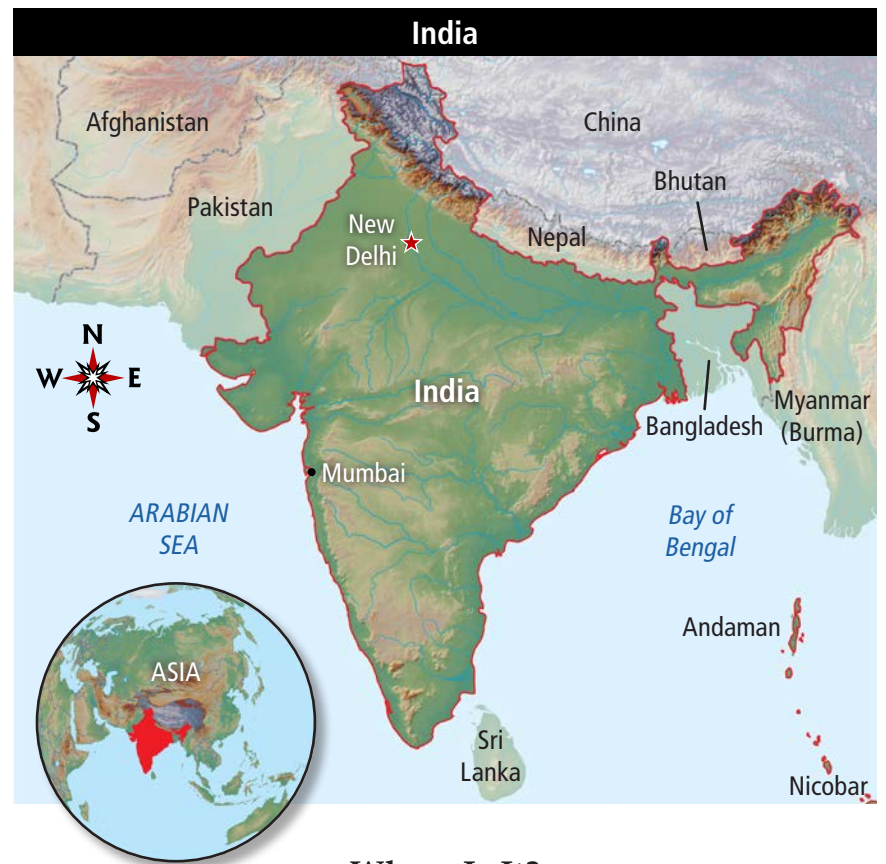 India
Afghanistan
China
Bhutan
Pakistan
New
Delhi
Nepal
N
W
E
S
India
Bangladesh
Myanmar
(Burma)
Mumbai
ARABIAN
SEA
Bay of
Bengal
Andaman
ASIA
Sri
Lanka
Nicobar